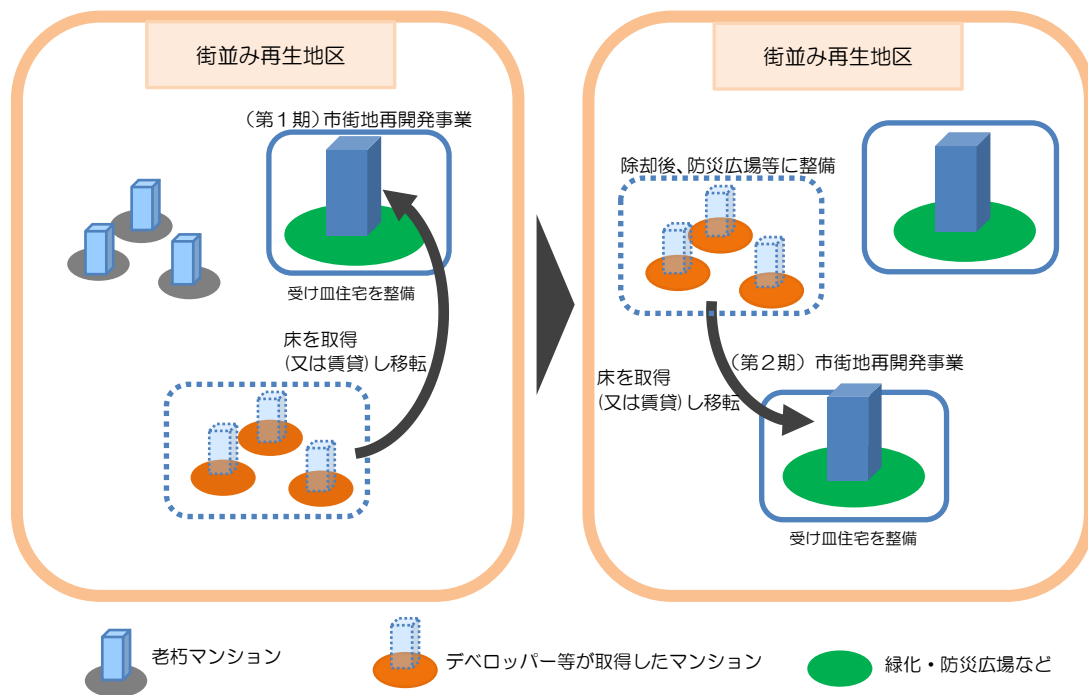 街並み再生地区
（第１期）市街地再開発事業
受け皿住宅を整備
床を取得
(又は賃貸)し移転
街並み再生地区
除却後、防災広場等に整備
床を取得
(又は賃貸)し移転
（第２期）市街地再開発事業
受け皿住宅を整備
老朽マンション
デベロッパー等が取得したマンション
緑化・防災広場など